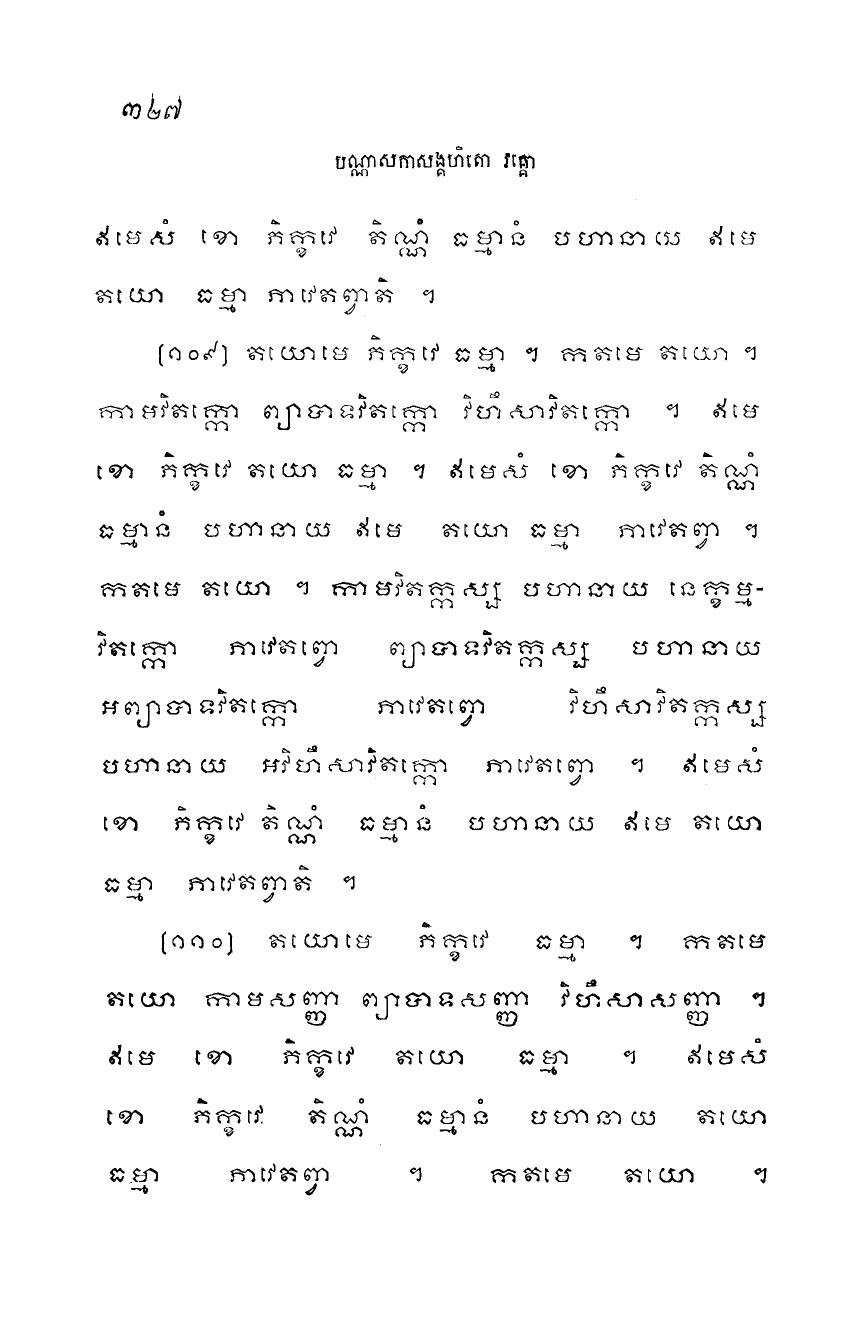 ៣២៧
បណ្ណាសកាសង្គហិតោ វគ្គោ
ឥមេសំ ខោ ភិក្ខវេ តិណ្ណំ ធម្មានំ បហានាយ ឥមេ
តយោ ធម្មា ភាវេតព្វាតិ ។
(១០៩) តយោមេ ភិក្ខវេ ធម្មា ។ កតមេ តយោ ។
កាមវិតក្កោ ព្យាបាទវិតក្កោ វិហឹសាវិតក្កោ ។ ឥមេ
ខោ ភិក្ខវេ តយោ ធម្មា ។ ឥមេសំ ខោ ភិក្ខវេ តិណ្ណំ
ធម្មានំ បហានាយ ឥមេ តយោ ធម្មា ភាវេតព្វា ។
កតមេ តយោ ។ កាមវិតក្កស្ស បហានាយ នេក្ខម្ម-
វិតក្កោ ភាវេតព្វោ ព្យាបាទវិតក្កស្ស បហានាយ
អព្យាបាទវិតក្កោ ភាវេតព្វោ វិហឹសាវិតក្កស្ស
បហានាយ អវិហឹសាវិតក្កោ ភាវេតព្វោ ។ ឥមេសំ
ខោ ភិក្ខវេ តិណ្ណំ ធម្មានំ បហានាយ ឥមេ តយោ
ធម្មា ភាវេតព្វាតិ ។
(១១០) តយោមេ ភិក្ខវេ ធម្មា ។ កតមេ
តយោ កាមសញ្ញា ព្យាបាទសញ្ញា វិហឹសាសញ្ញា ។
ឥមេ ខោ ភិក្ខវេ តយោ ធម្មា ។ ឥមេសំ
ខោ ភិក្ខវេ តិណ្ណំ ធម្មានំ បហានាយ តយោ
ធម្មា ភាវេតព្វា ។ កតមេ តយោ ។